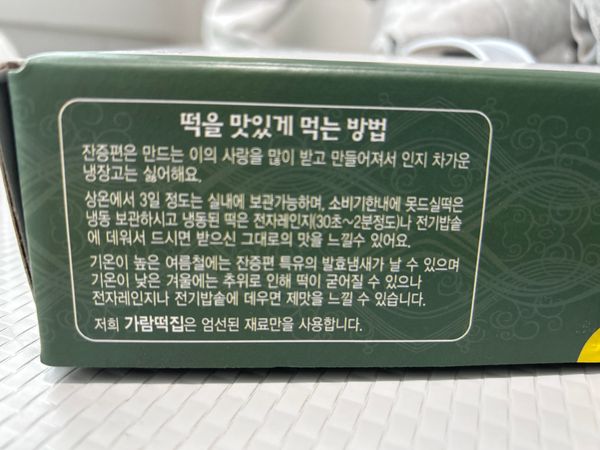 떡을 맛있게 먹는 방법
잔증편은 만드는 이의 사랑을 많이 받고 만들어져서 인지 차가운
냉장고는 싫어해요.
상온에서 3일 정도는 실내에 보관가능하며, 소비기한내에 못드실떡은
냉동 보관하시고 냉동된 떡은 전자레인지(30초~2분정도)나 전기밥솥
에 데워서 드시면 받으신 그대로의 맛을 느낄수 있어요.
기온이 높은 여름철에는 잔증편 특유의 발효냄새가 날 수 있으며
기온이 낮은 겨울에는 추위로 인해 떡이 굳어질 수 있으나
전자레인지나 전기밥솥에 데우면 제맛을 느낄 수 있습니다.
저희 가람떡집은 엄선된 재료만을 사용합니다.